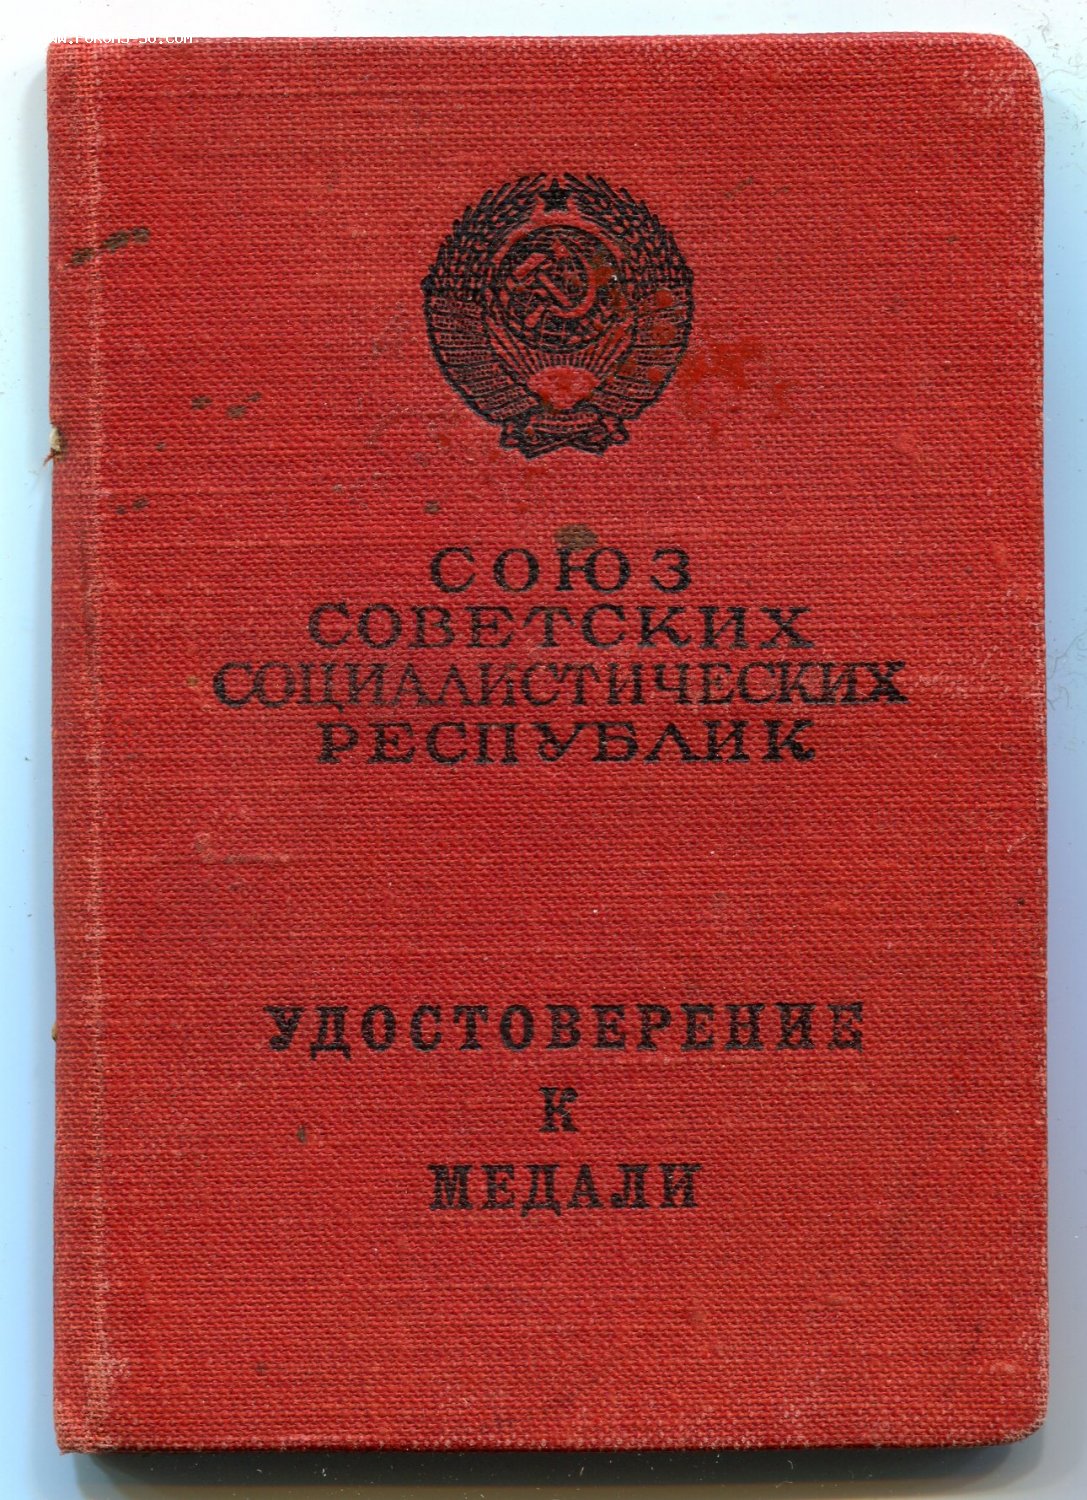 СОЮЗ
СОВЕТСКИХ
СОЦИАЛИСТИЧЕСКИХ
РЕСПУБЛИК
УДОСТОВЕРЕНИЕ
К
МЕДАЛИ